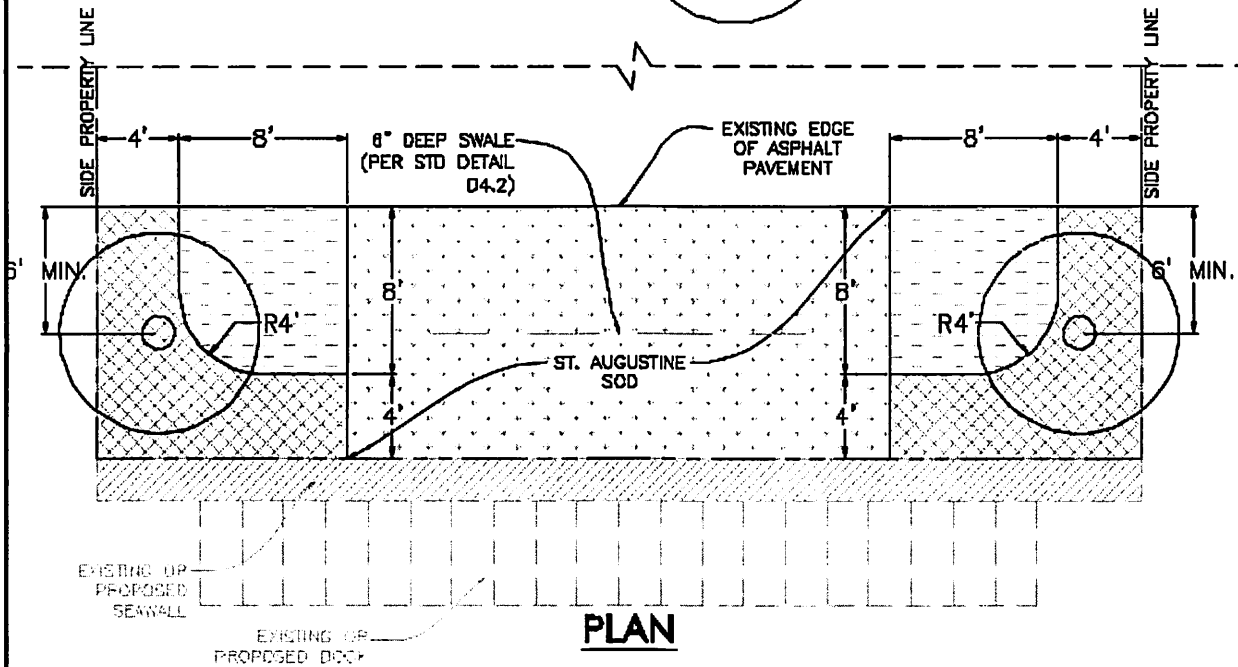 SIDE PROPERTY LINE
SIDE PROPERTY LINE
4'
8'
6" DEEP SWALE
(PER STD DETAIL
D4.2)
EXISTING EDGE
OF ASPHALT
PAVEMENT
8'
4'
6' MIN.
8'
8'
6' MIN.
R4'
R4'
ST. AUGUSTINE
SOD
4'
4'
EXISTING OR
PROPOSED
SEAWALL
EXISTING OR
PROPOSED DOCK
PLAN